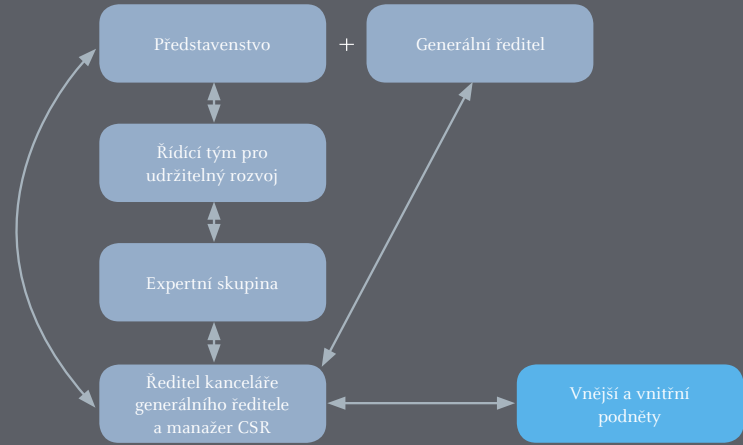 Představenstvo + Generální ředitel
Řídící tým pro
udržitelný rozvoj
Expertní skupina
Ředitel kanceláře
generálního ředitele
a manažer CSR
Vnější a vnitřní
podněty